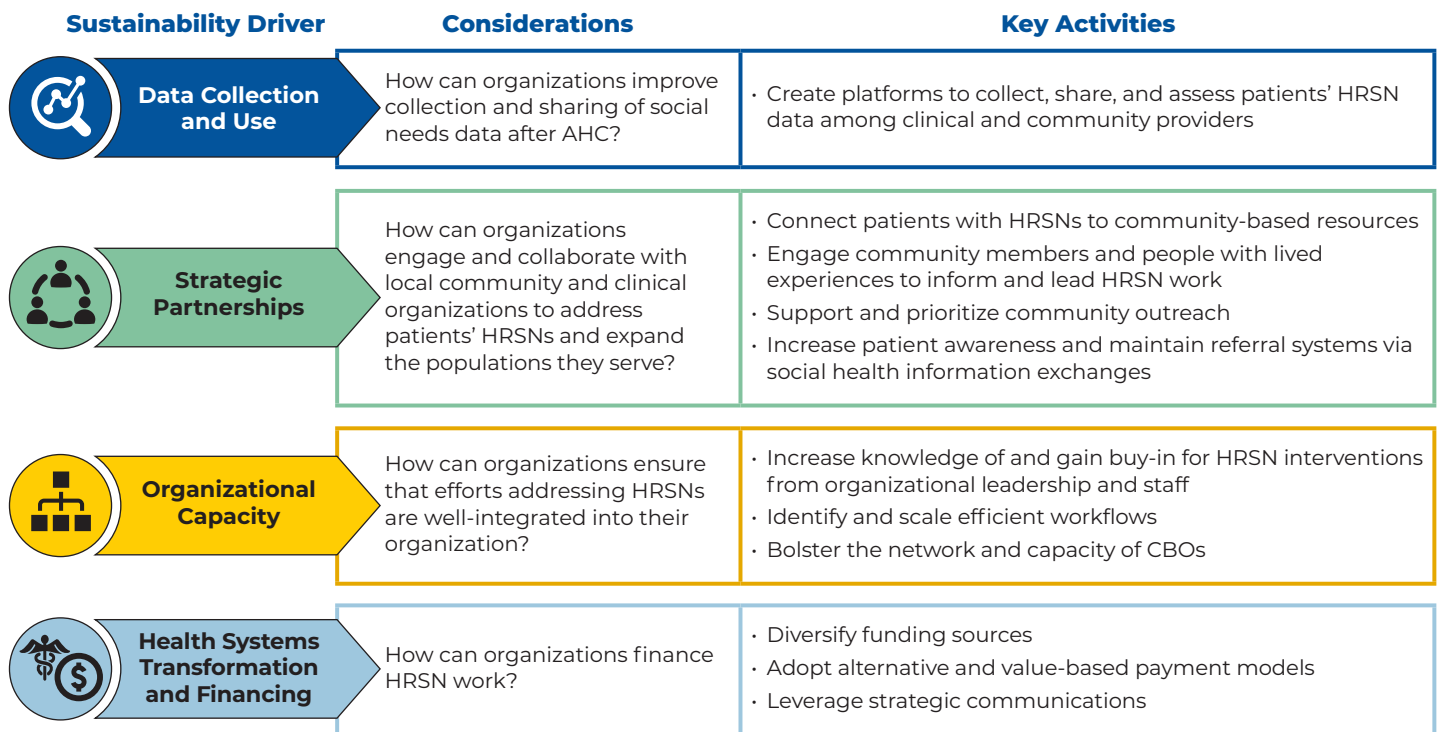 Sustainability Driver
Considerations
Key Activities
Data Collection
and Use
How can organizations improve
collection and sharing of social
needs data after AHC?
• Create platforms to collect, share, and assess patients’ HRSN
data among clinical and community providers
Strategic
Partnerships
How can organizations
engage and collaborate with
local community and clinical
organizations to address
patients’ HRSNs and expand
the populations they serve?
• Connect patients with HRSNs to community-based resources
• Engage community members and people with lived
experiences to inform and lead HRSN work
• Support and prioritize community outreach
• Increase patient awareness and maintain referral systems via
social health information exchanges
Organizational
Capacity
How can organizations ensure
that efforts addressing HRSNs
are well-integrated into their
organization?
• Increase knowledge of and gain buy-in for HRSN interventions
from organizational leadership and staff
• Identify and scale efficient workflows
• Bolster the network and capacity of CBOs
Health Systems
Transformation
and Financing
How can organizations finance
HRSN work?
• Diversify funding sources
• Adopt alternative and value-based payment models
• Leverage strategic communications